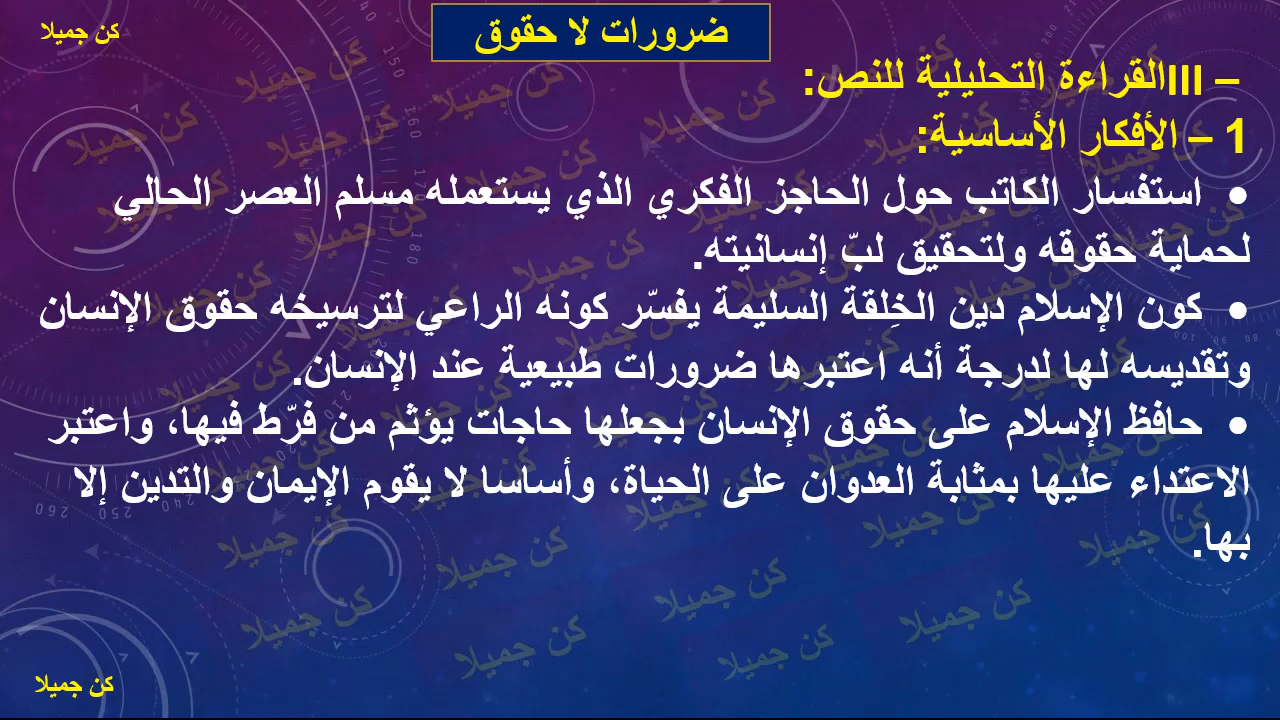 ضرورات لا حقوق
كن جميلا
– IIIالقراءة التحليلية للنص:
1 – الأفكار الأساسية:
• استفسار الكاتب حول الحاجز الفكري الذي يستعمله مسلم العصر الحالي
لحماية حقوقه ولتحقيق لبّ إنسانيته.
• كون الإسلام دين الخِلقة السليمة يفسّر كونه الراعي لترسيخه حقوق الإنسان
وتقديسه لها لدرجة أنه اعتبرها ضرورات طبيعية عند الإنسان.
• حافظ الإسلام على حقوق الإنسان بجعلها حاجات يؤثم من فرّط فيها، واعتبر
الاعتداء عليها بمثابة العدوان على الحياة، وأساسا لا يقوم الإيمان والتدين إلا
بها.
كن جميلا